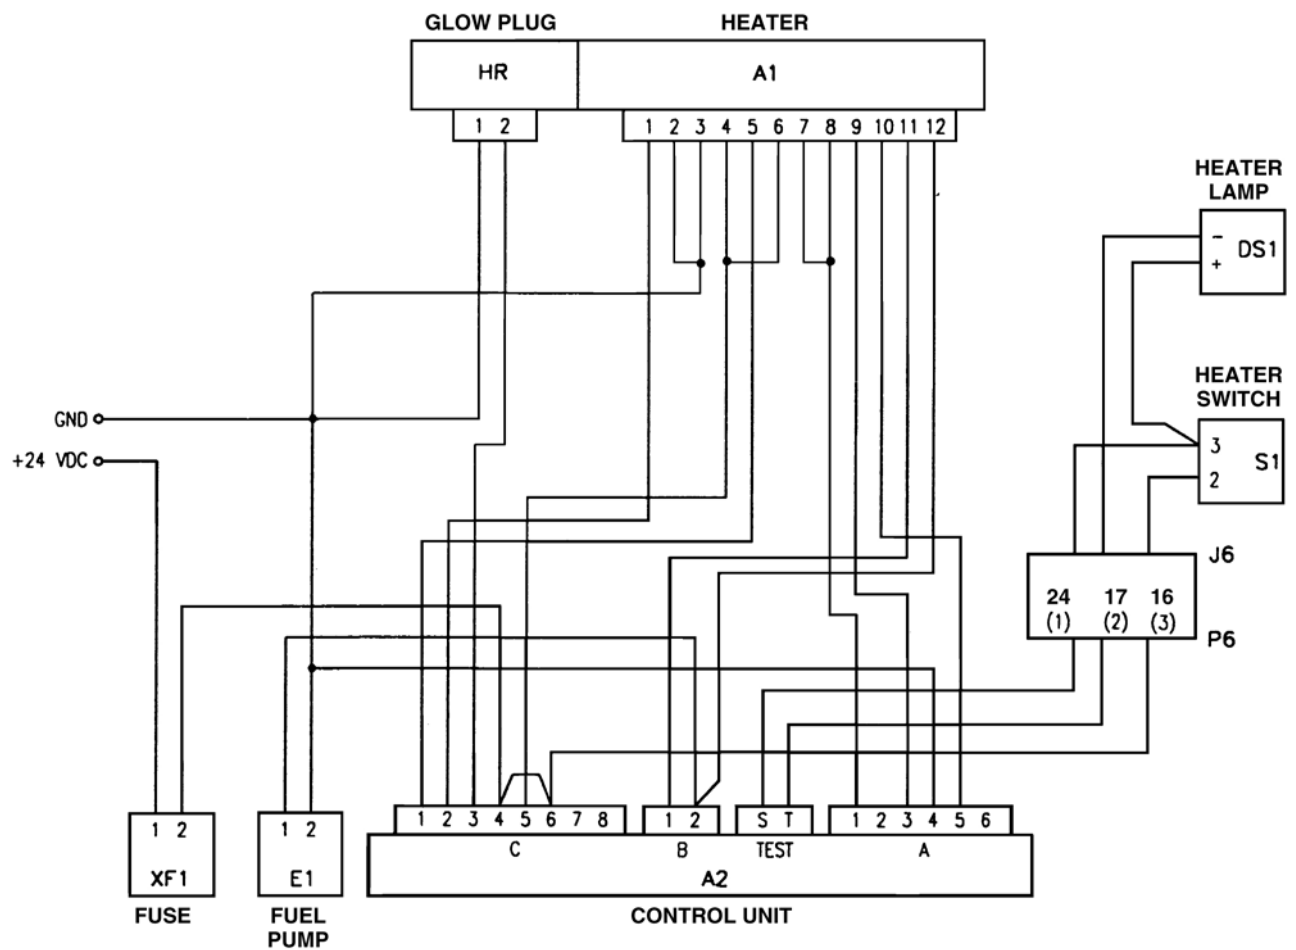 GLOW PLUG HEATER
HR A1
1 2 1 2 3 4 5 6 7 8 9 10 11 12
HEATER
LAMP
− DS1
+
HEATER
SWITCH
3
S1
2
GND
+24 VDC
J6
24 17 16
(1) (2) (3)
P6
1 2 1 2 1 2 3 4 5 6 7 8 1 2 S T 1 2 3 4 5 6
C B TEST A
XF1 E1 A2
FUSE FUEL CONTROL UNIT
PUMP